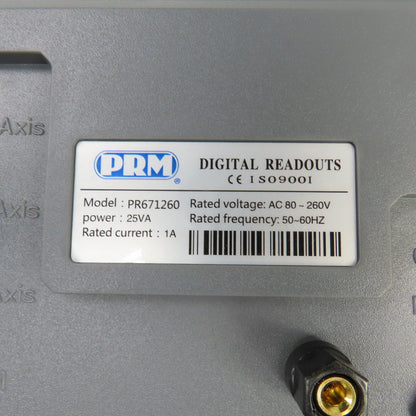 Axis
PRM®
DIGITAL READOUTS
CE ISO9001
Model : PR671260
Rated voltage: AC 80 ~ 260V
power : 25VA
Rated frequency: 50~60HZ
Rated current : 1A
Axis
Axis